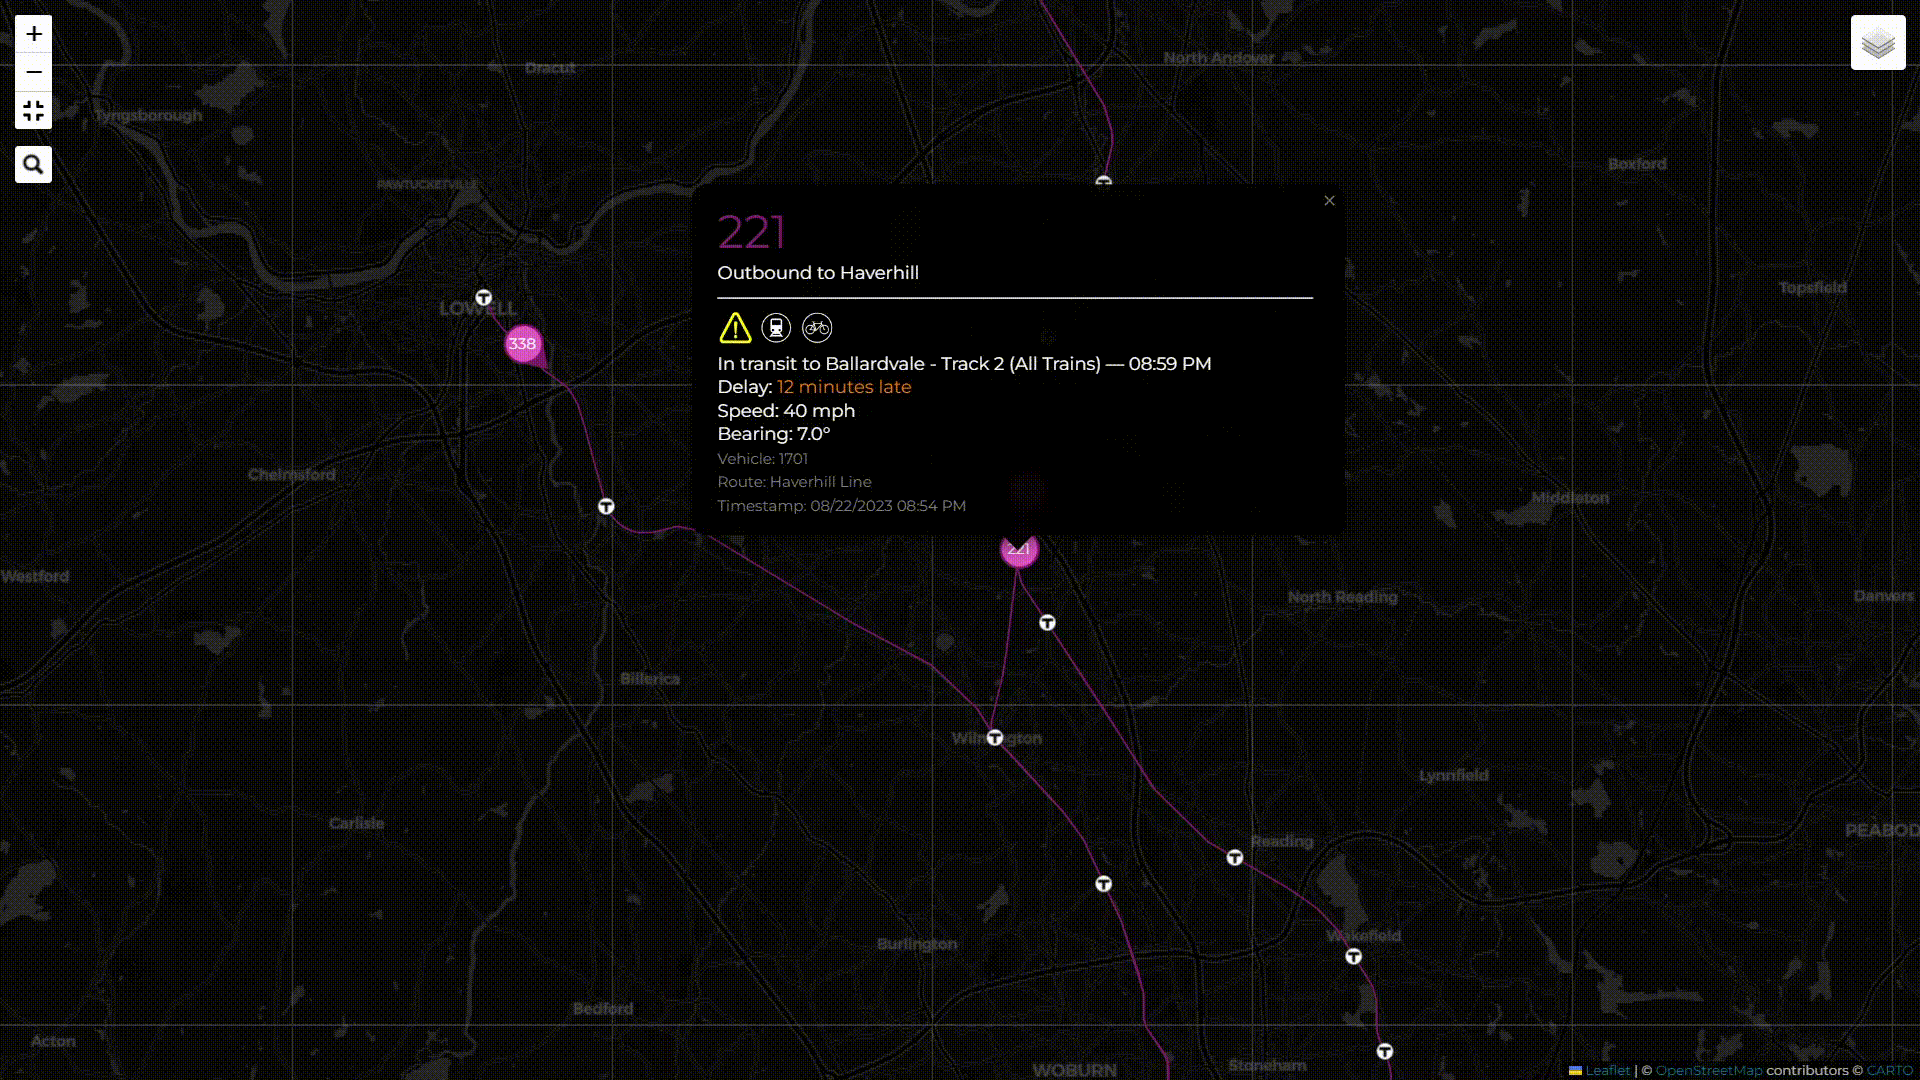 +
−
North Andover
Dracut
Tyngsborough
Boxford
PAWTUCKETVILLE
×
221
Outbound to Haverhill
Topsfield
T
LOWELL
338
In transit to Ballardvale - Track 2 (All Trains) — 08:59 PM
Delay: 12 minutes late
Speed: 40 mph
Bearing: 7.0°
Vehicle: 1701
Route: Haverhill Line
Timestamp: 08/22/2023 08:54 PM
Chelmsford
Middleton
T
221
Westford
North Reading
Danvers
T
Billerica
Wilmington
T
Lynnfield
Carlisle
PEABOD
Reading
T
T
Wakefield
Burlington
T
Bedford
Acton
T
WOBURN
Stoneham
Leaflet | © OpenStreetMap contributors © CARTO